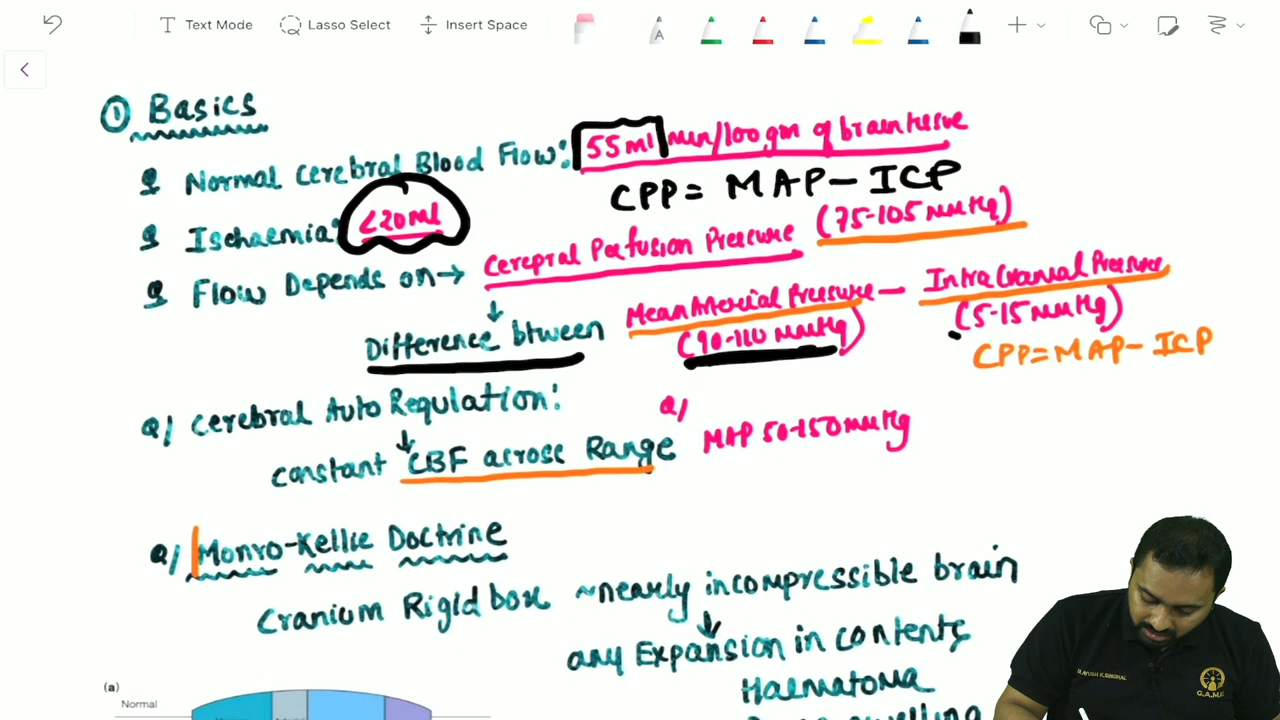 Text Mode Lasso Select Insert Space
① Basics
Normal Cerebral Blood Flow: 55ml min/100gm of brain tissue
CPP = MAP - ICP
Ischaemia: <20ml
Flow Depends on → Cerepral Perfusion Pressure (75-105 mmHg)
↓
Difference btween Mean Arterial Pressure - Intra Cranial Pressure
(90-110 mmHg) (5-15 mmHg)
CPP = MAP - ICP
Q/ Cerebral Auto Regulation:
↓
constant CBF across Range Q/ MAP 50-150 mmHg
Q/ Monro-Kellie Doctrine
Cranium Rigid box ~nearly incompressible brain
↓
any Expansion in contents
Haematoma
swelling
(a)
Normal
G.A.M.S